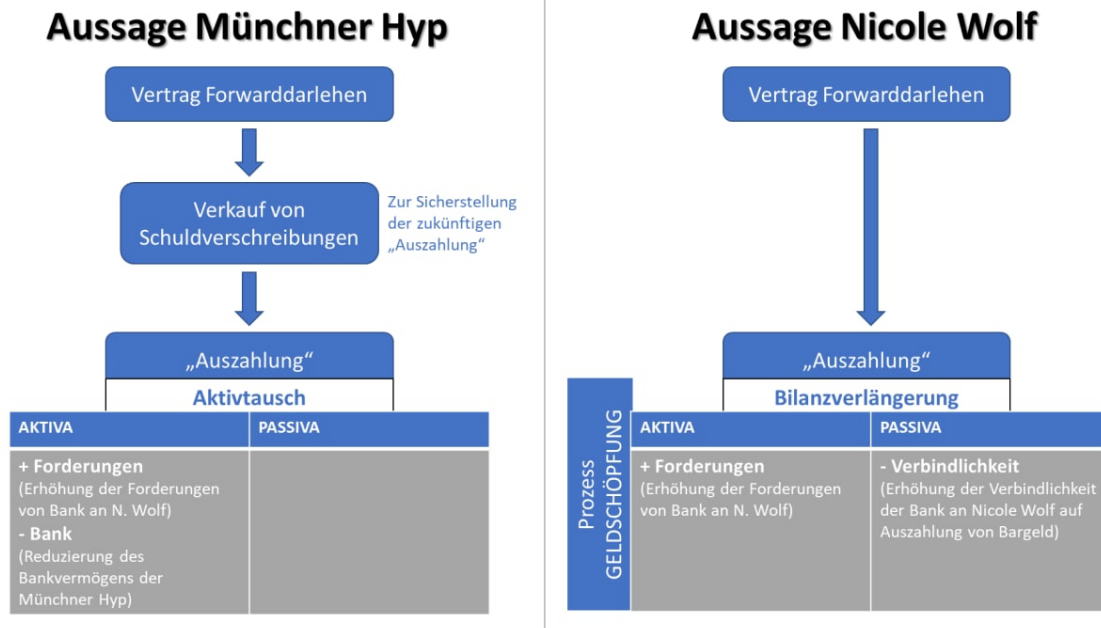 Aussage Münchner Hyp
Vertrag Forwarddarlehen
Verkauf von
Schuldverschreibungen
Zur Sicherstellung
der zukünftigen
„Auszahlung“
„Auszahlung“
Aktivtausch
AKTIVA
PASSIVA
+ Forderungen
(Erhöhung der Forderungen
von Bank an N. Wolf)
- Bank
(Reduzierung des
Bankvermögens der
Münchner Hyp)
Aussage Nicole Wolf
Vertrag Forwarddarlehen
„Auszahlung“
Bilanzverlängerung
Prozess
GELDSCHÖPFUNG
AKTIVA
PASSIVA
+ Forderungen
(Erhöhung der Forderungen
von Bank an N. Wolf)
- Verbindlichkeit
(Erhöhung der Verbindlichkeit
der Bank an Nicole Wolf auf
Auszahlung von Bargeld)